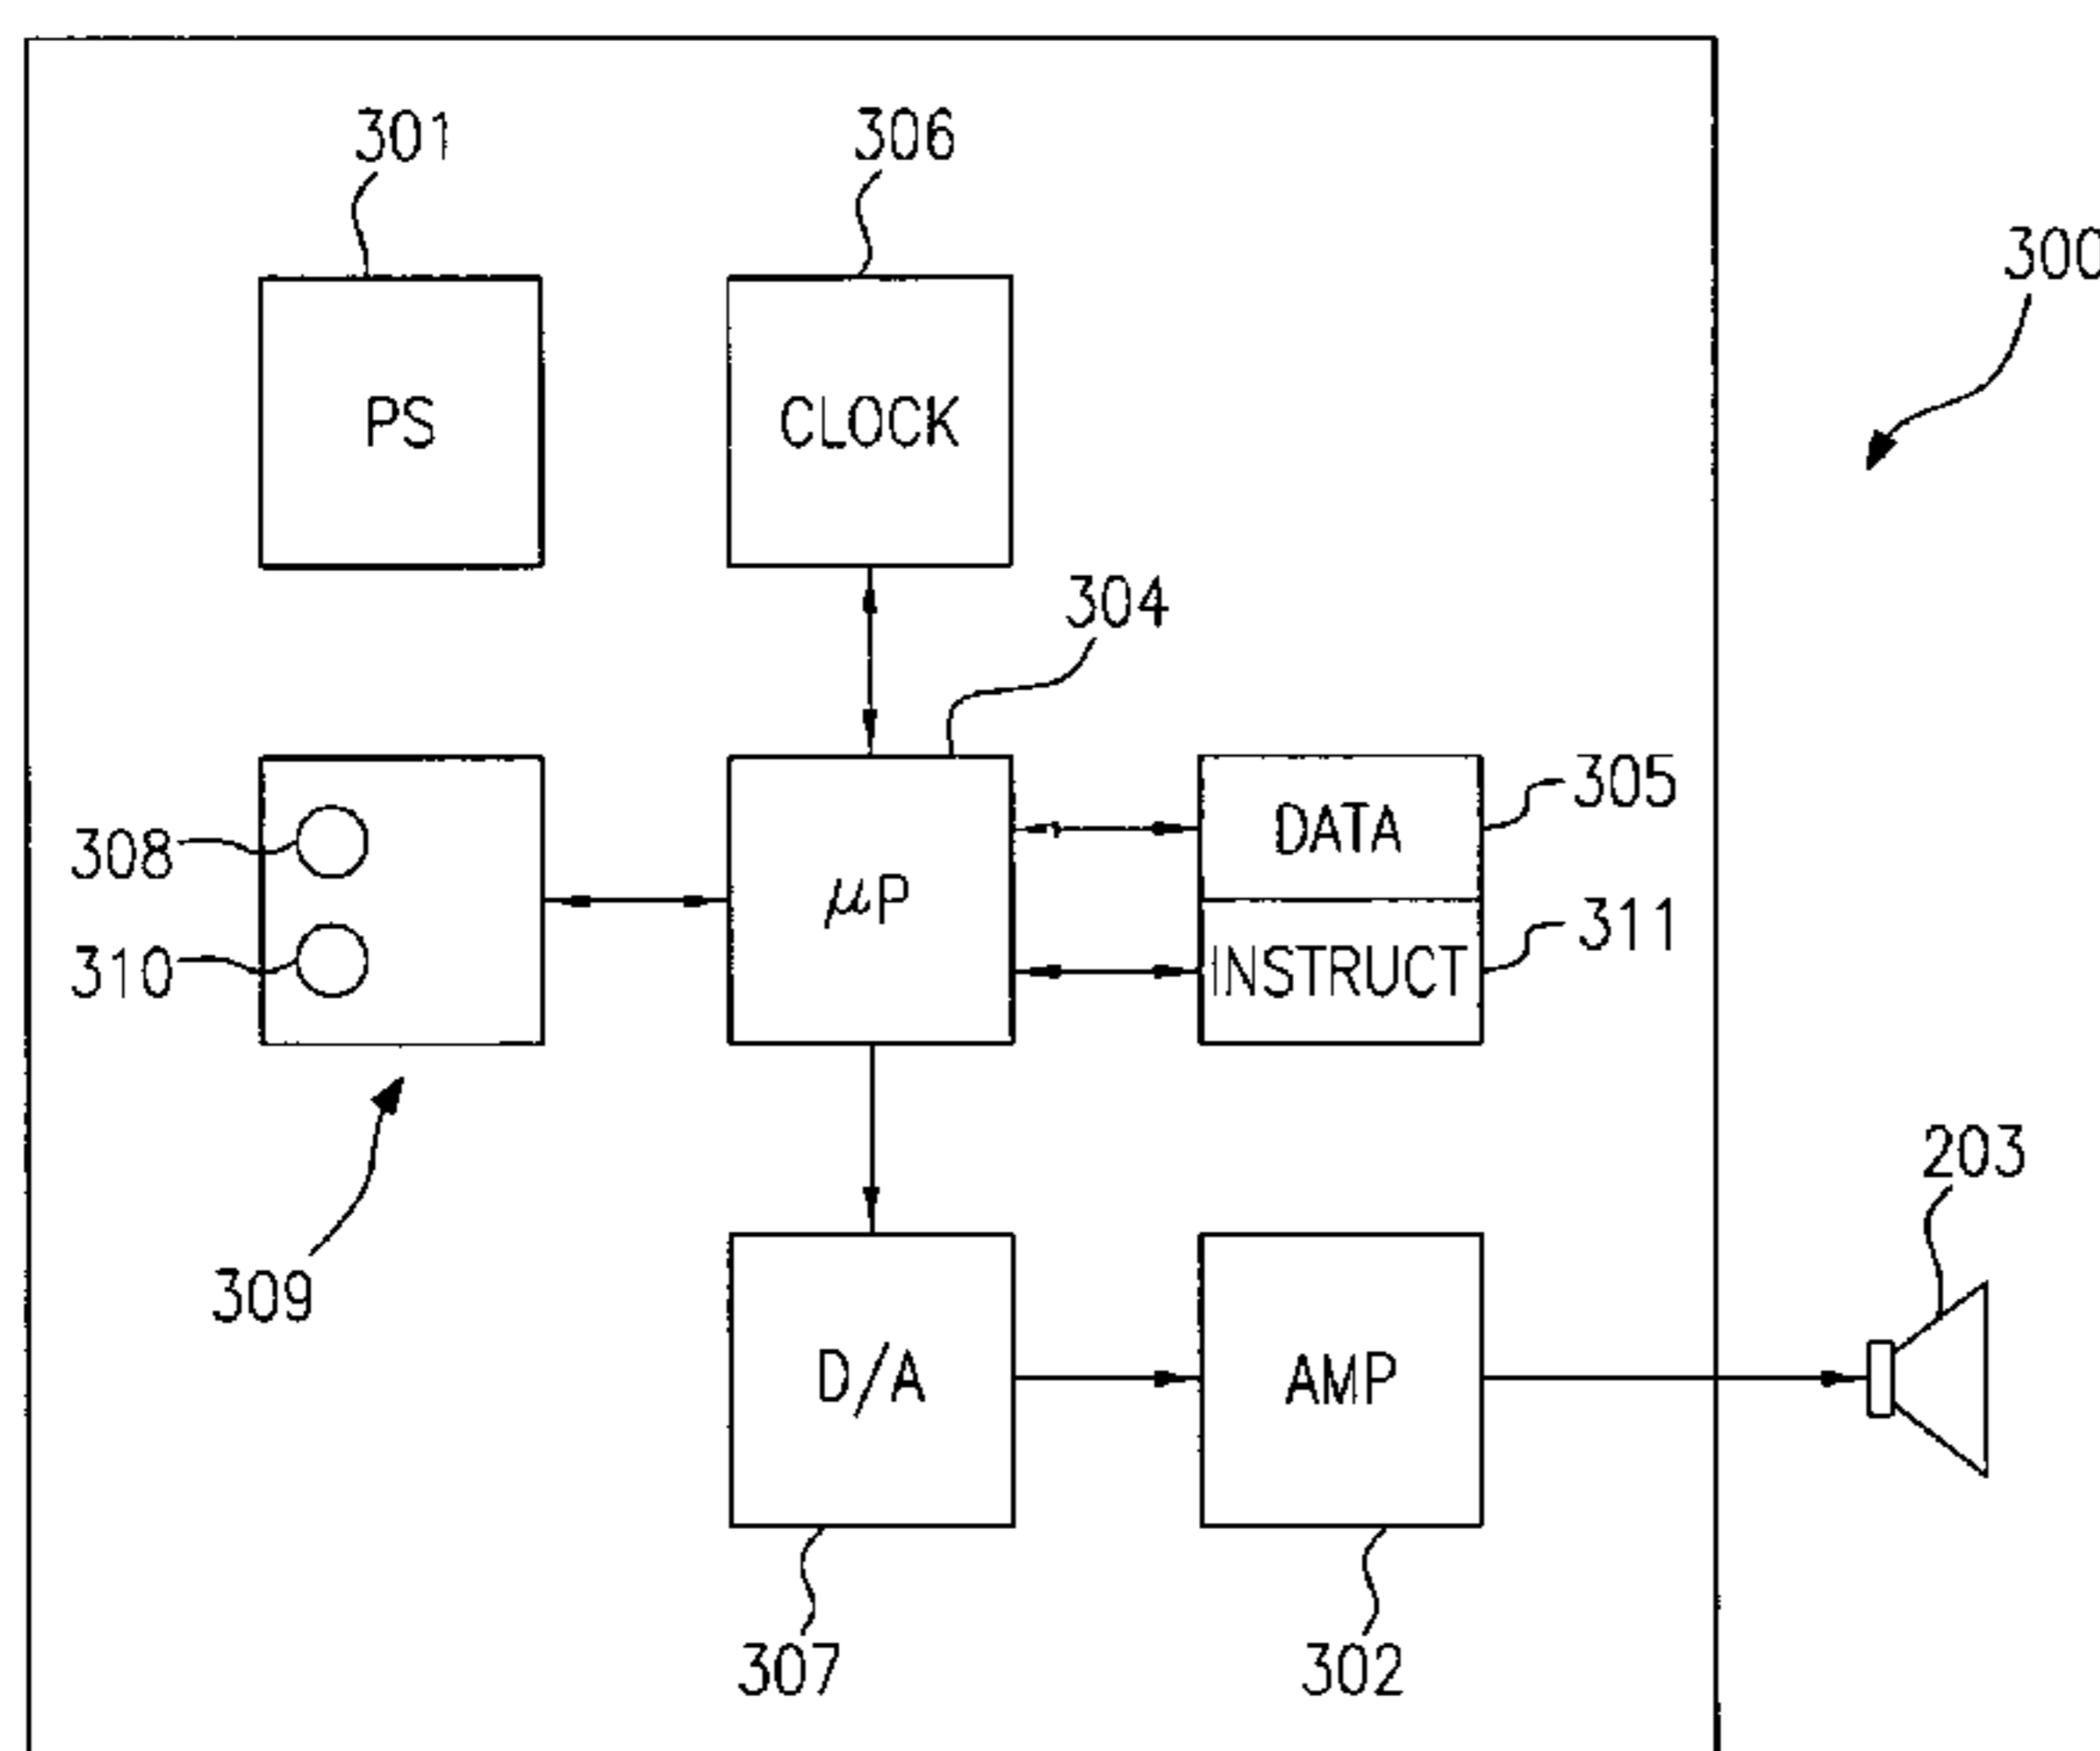 301
306
300
PS
CLOCK
304
305
DATA
308
μP
311
310
INSTRUCT
203
309
D/A
AMP
307
302